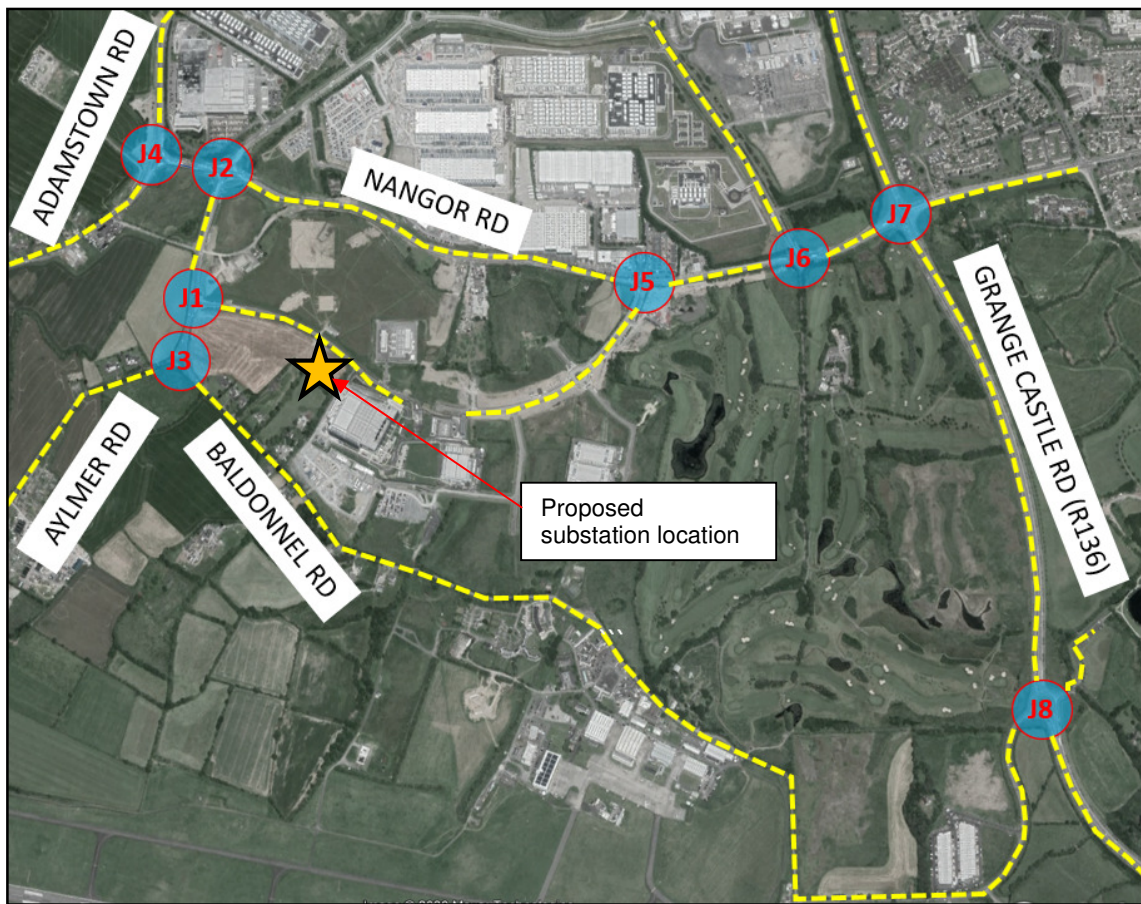 ADAMSTOWN RD
J4
J2
NANGOR RD
J7
J6
J5
J1
J3
GRANGE CASTLE RD (R136)
AYLMER RD
BALDONNEL RD
Proposed
substation location
J8